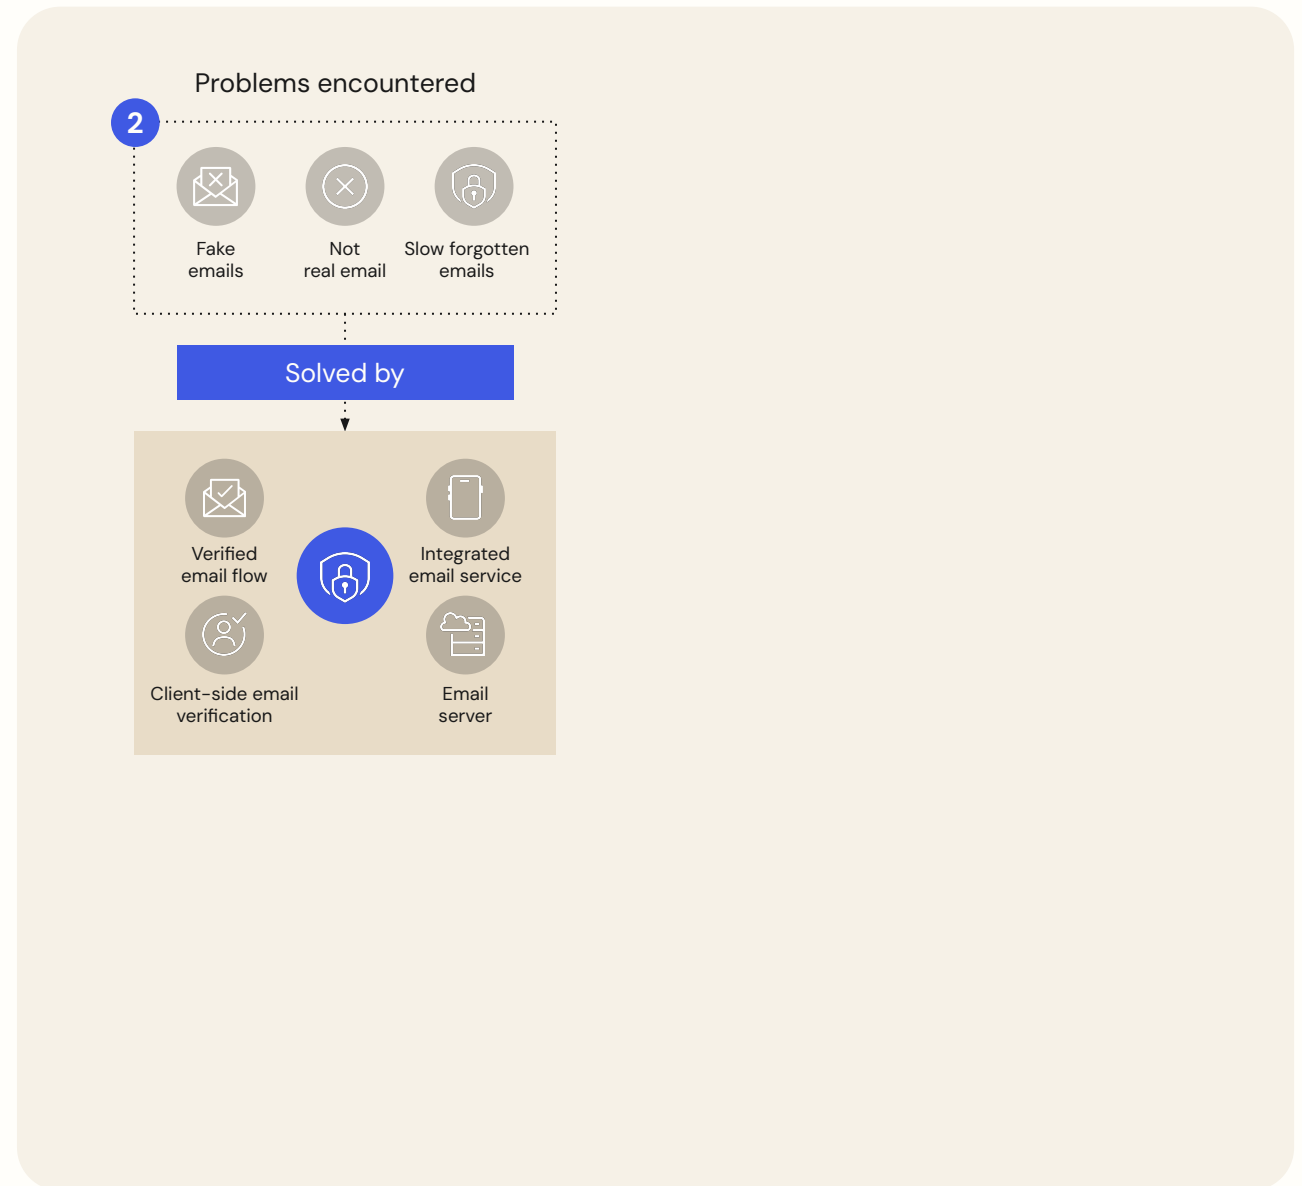 Problems encountered
2
Fake
emails
Not
real email
Slow forgotten
emails
Solved by
Verified
email flow
Integrated
email service
Client-side email
verification
Email
server